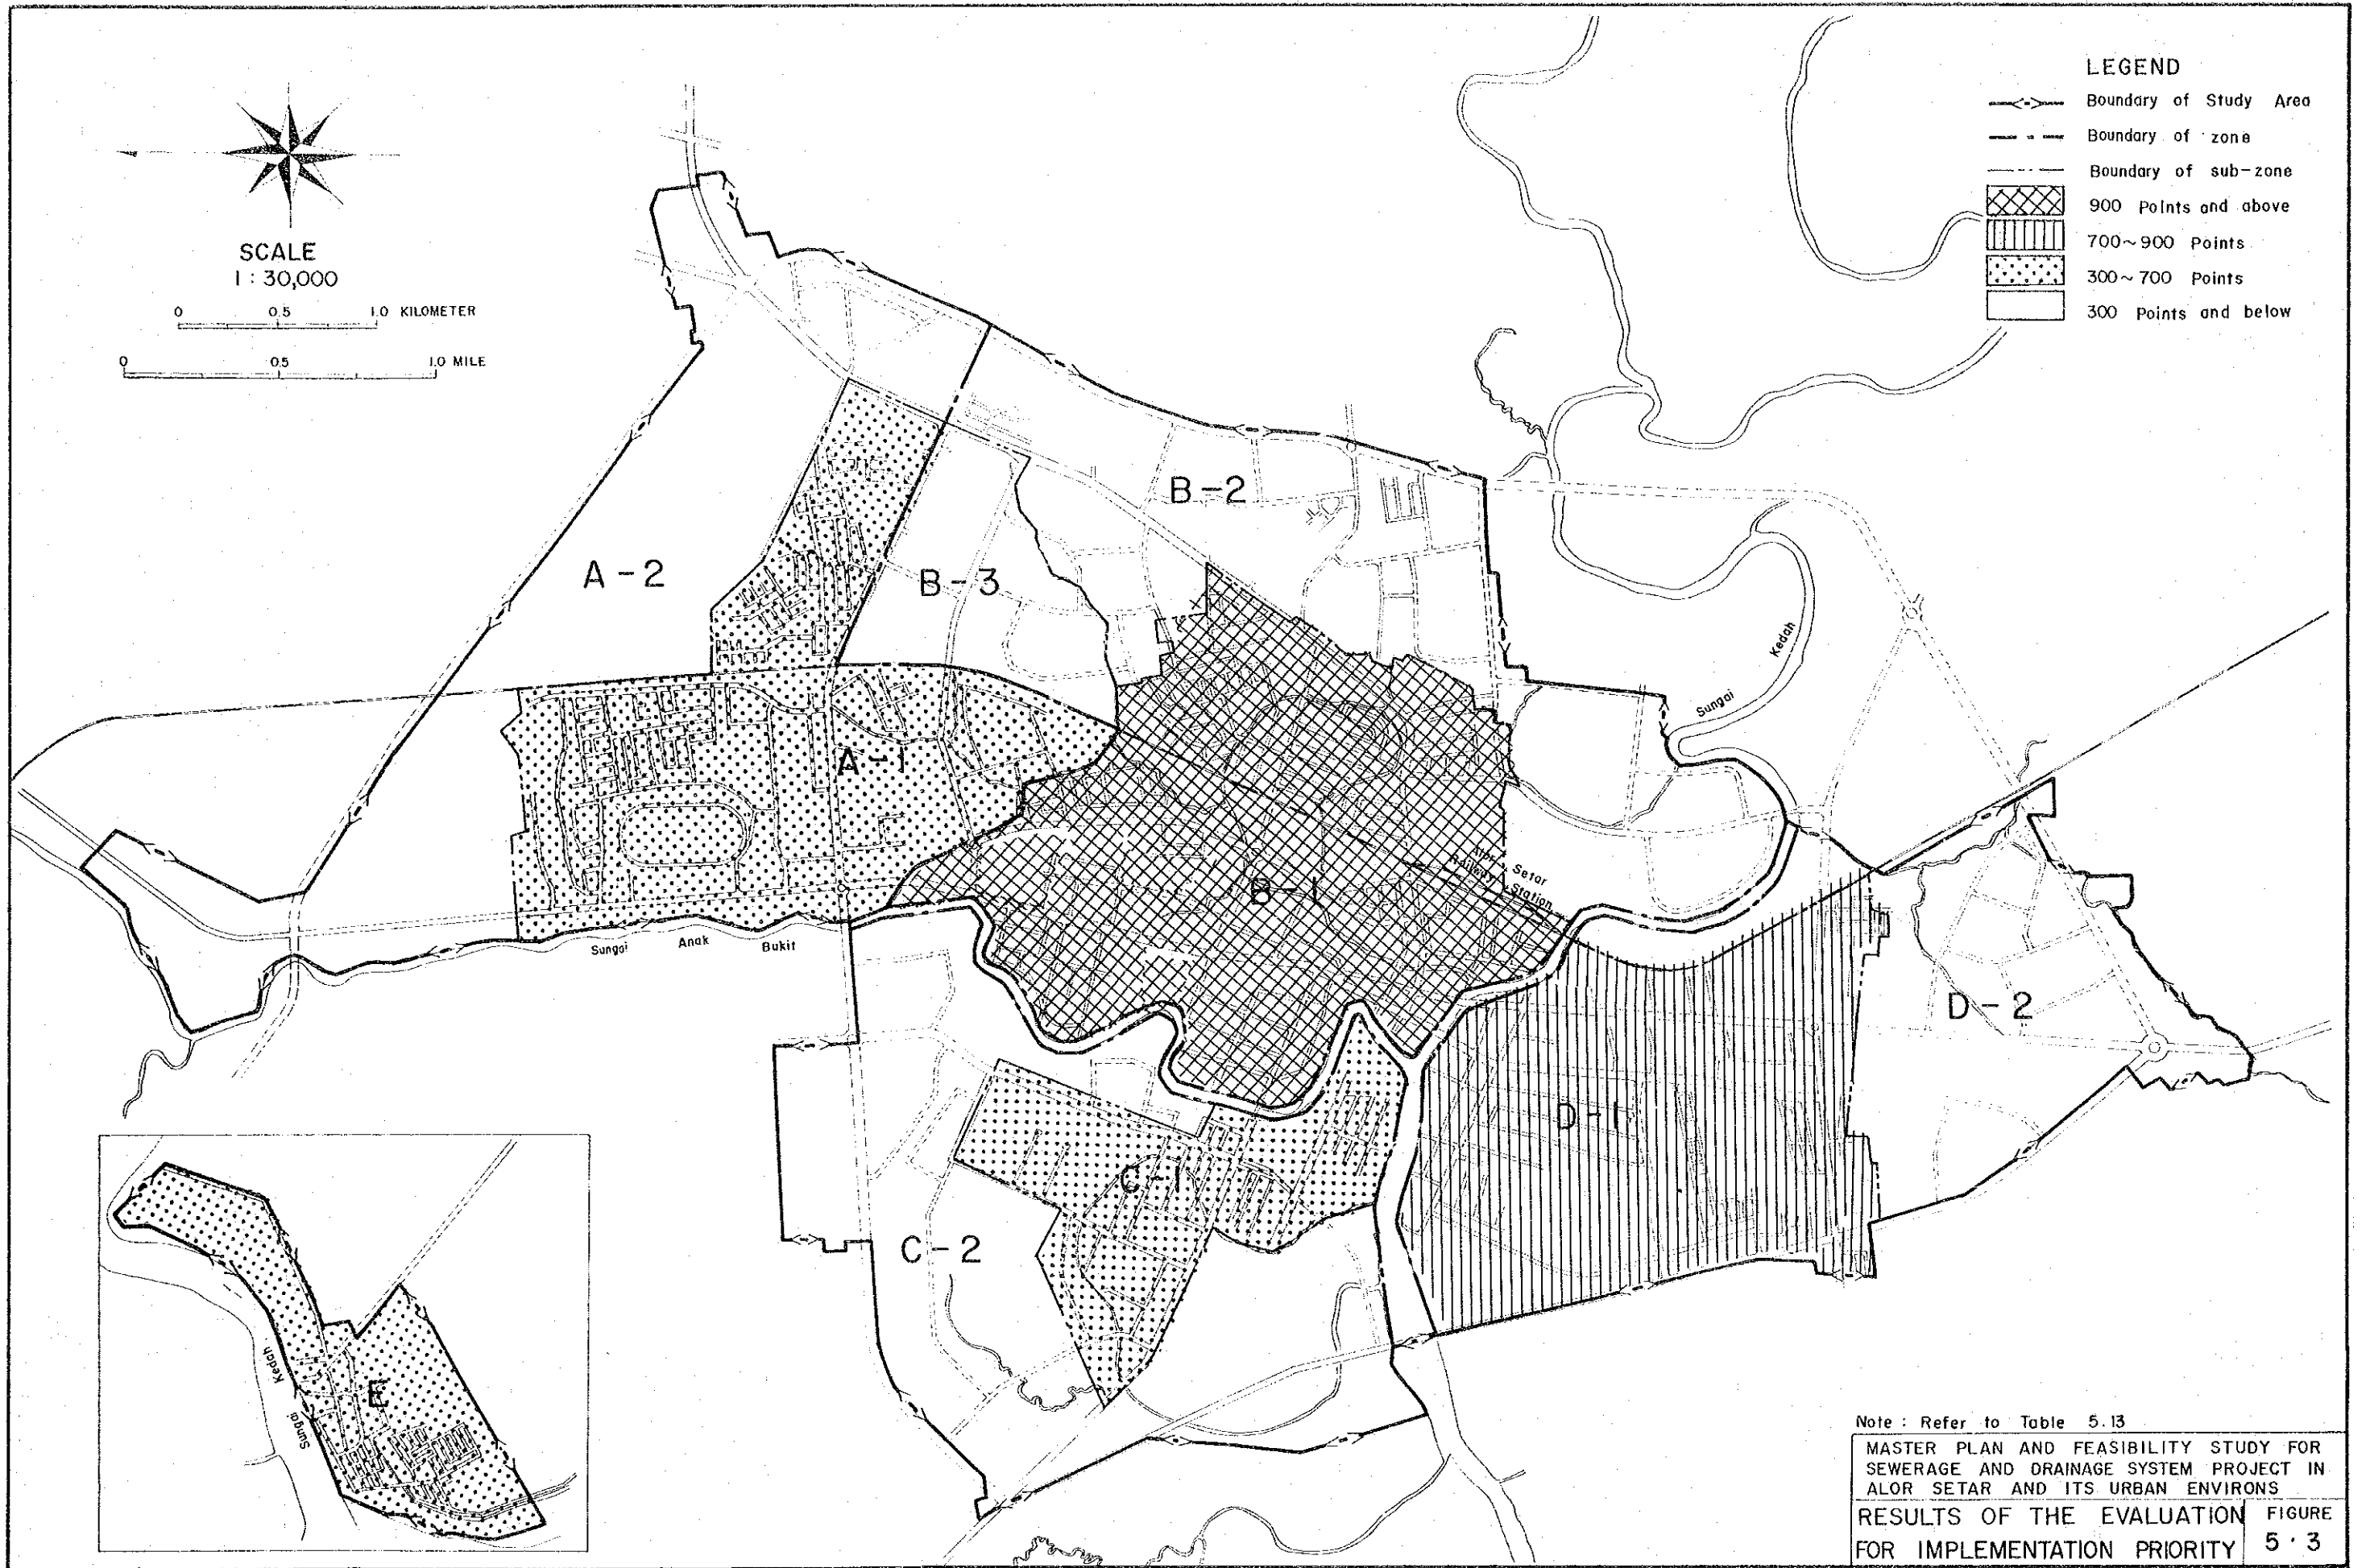 LEGEND
Boundary of Study Area
Boundary of zone
Boundary of sub-zone
900 Points and above
700~900 Points
300~700 Points
300 Points and below
SCALE
1 : 30,000
0 0.5 1.0 KILOMETER
0 0.5 1.0 MILE
B-2
A-2
B-3
Kedah
Sungai
A-1
Alor Setar
Railway Station
B-1
Sungai Anak Bukit
D-2
D-1
C-1
C-2
Kedah
Sungai
E
Note : Refer to Table 5.13
MASTER PLAN AND FEASIBILITY STUDY FOR
SEWERAGE AND DRAINAGE SYSTEM PROJECT IN
ALOR SETAR AND ITS URBAN ENVIRONS
RESULTS OF THE EVALUATION
FOR IMPLEMENTATION PRIORITY
FIGURE
5·3